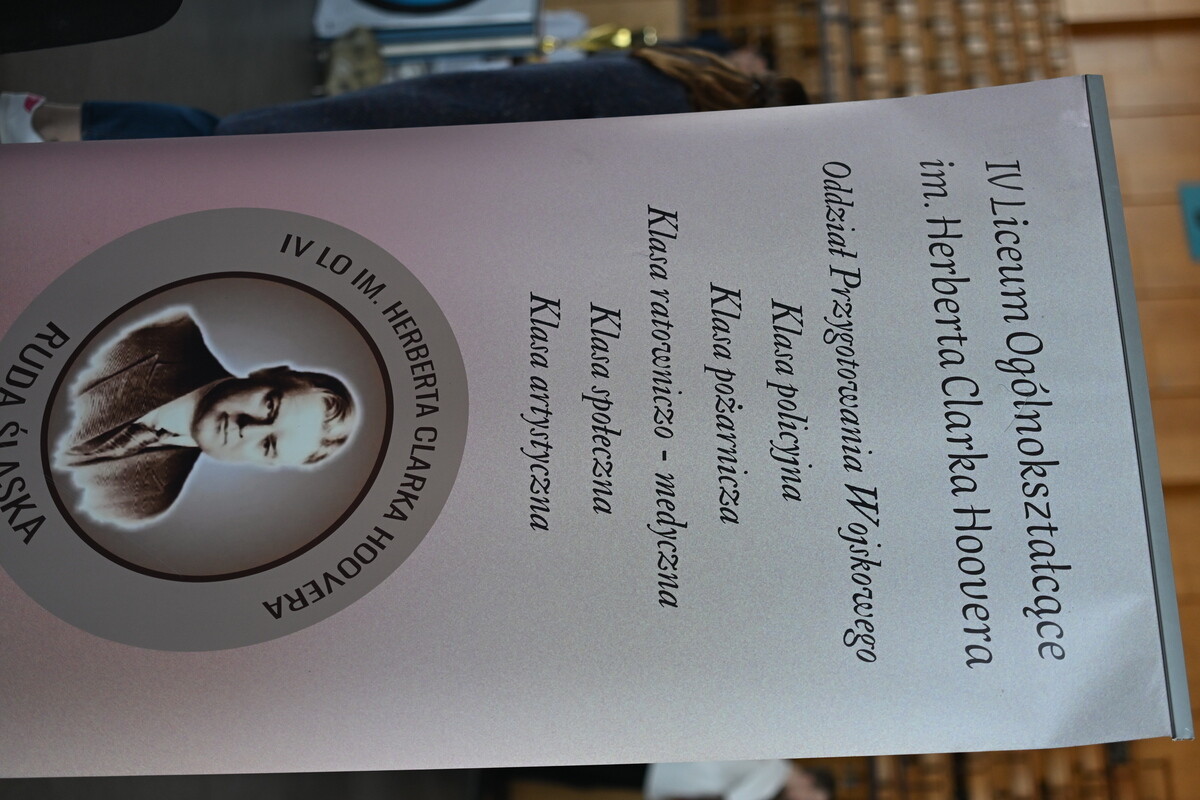 IV Liceum Ogólnokształcące
im. Herberta Clarka Hoovera
Oddział Przygotowania Wojskowego
Klasa policyjna
Klasa pożarnicza
Klasa ratowniczo - medyczna
Klasa społeczna
Klasa artystyczna
IV LO IM. HERBERTA CLARKA HOOVERA
RUDA ŚLĄSKA